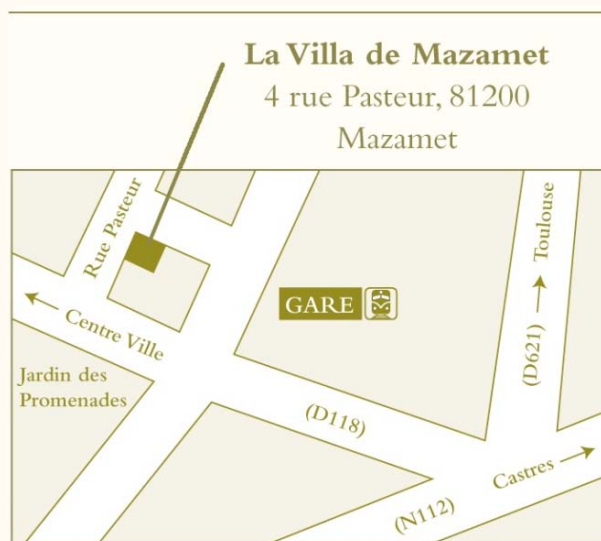 La Villa de Mazamet
4 rue Pasteur, 81200
Mazamet
Rue Pasteur
Toulouse
(D621)
GARE
Centre Ville
Jardin des
Promenades
(D118)
Castres
(N112)